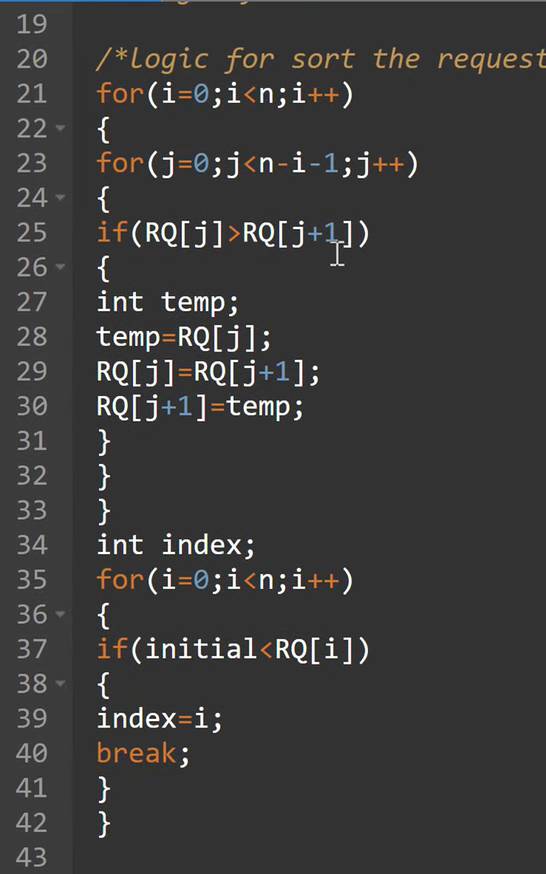 19
20 /*logic for sort the request
21 for(i=0;i<n;i++)
22 {
23 for(j=0;j<n-i-1;j++)
24 {
25 if(RQ[j]>RQ[j+1])
26 {
27 int temp;
28 temp=RQ[j];
29 RQ[j]=RQ[j+1];
30 RQ[j+1]=temp;
31 }
32 }
33 }
34 int index;
35 for(i=0;i<n;i++)
36 {
37 if(initial<RQ[i])
38 {
39 index=i;
40 break;
41 }
42 }
43